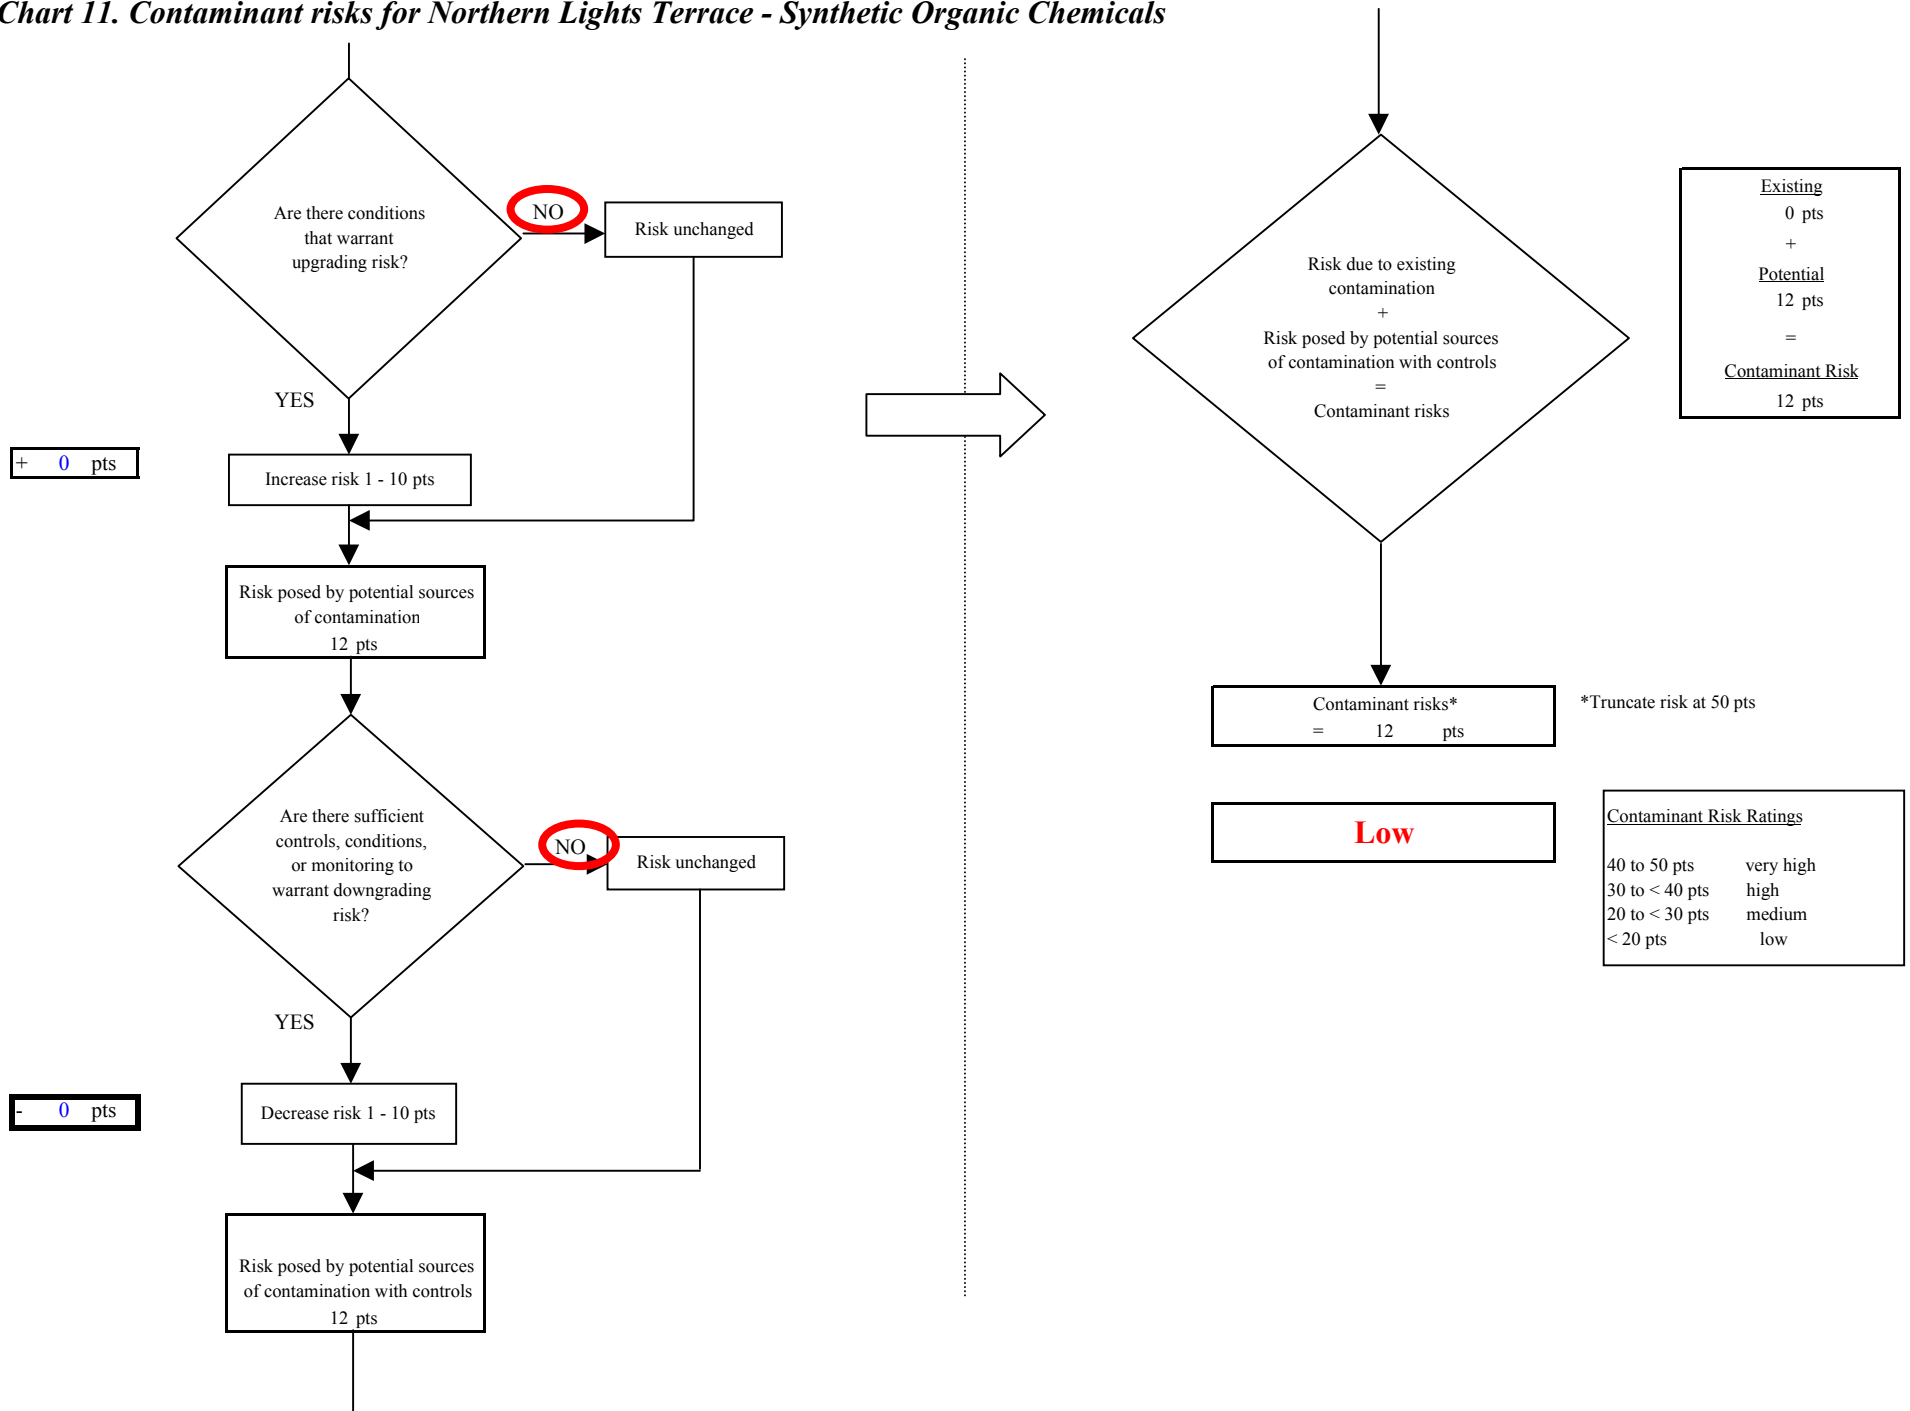 Chart 11. Contaminant risks for Northern Lights Terrace - Synthetic Organic Chemicals
Are there conditions
that warrant
upgrading risk?
NO
Risk unchanged
YES
+ 0 pts
Increase risk 1 - 10 pts
Risk posed by potential sources
of contamination
12 pts
Are there sufficient
controls, conditions,
or monitoring to
warrant downgrading
risk?
NO
Risk unchanged
YES
- 0 pts
Decrease risk 1 - 10 pts
Risk posed by potential sources
of contamination with controls
12 pts
Risk due to existing
contamination
+
Risk posed by potential sources
of contamination with controls
=
Contaminant risks
Existing
0 pts
+
Potential
12 pts
=
Contaminant Risk
12 pts
Contaminant risks*
= 12 pts
*Truncate risk at 50 pts
Low
Contaminant Risk Ratings
40 to 50 pts very high
30 to < 40 pts high
20 to < 30 pts medium
< 20 pts low